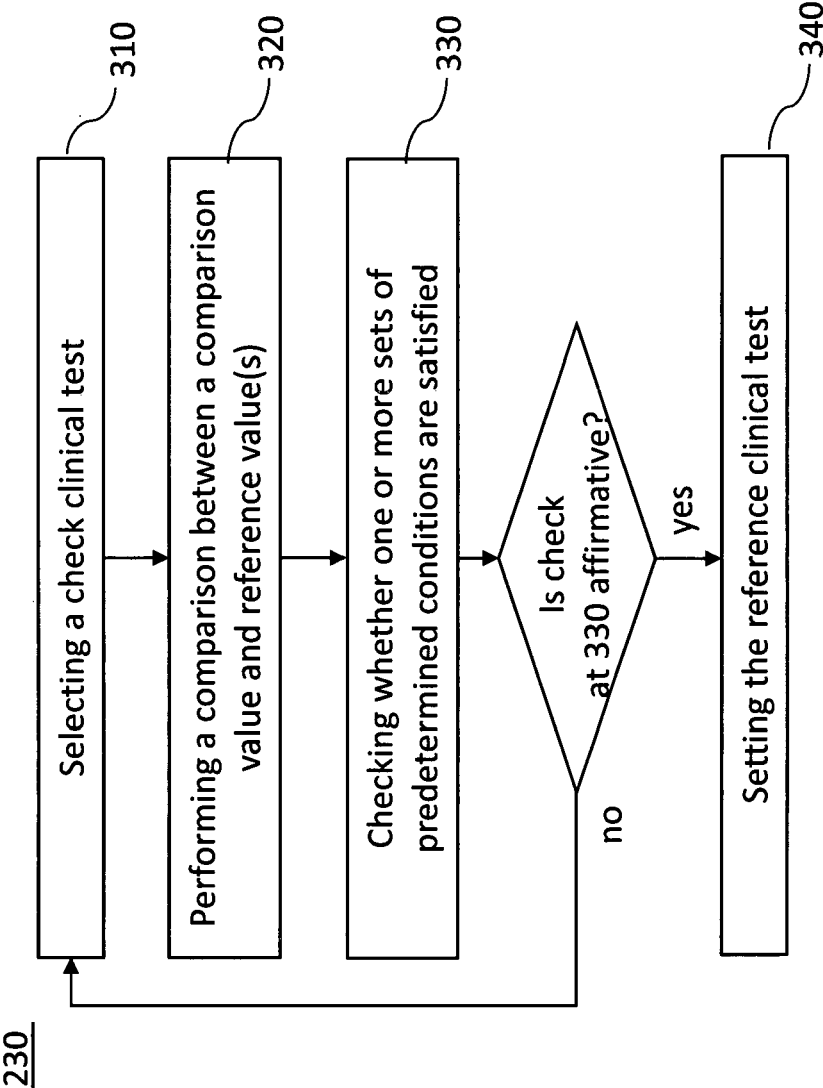 230
Selecting a check clinical test
310
Performing a comparison between a comparison
value and reference value(s)
320
Checking whether one or more sets of
predetermined conditions are satisfied
330
Is check
at 330 affirmative?
no
yes
Setting the reference clinical test
340